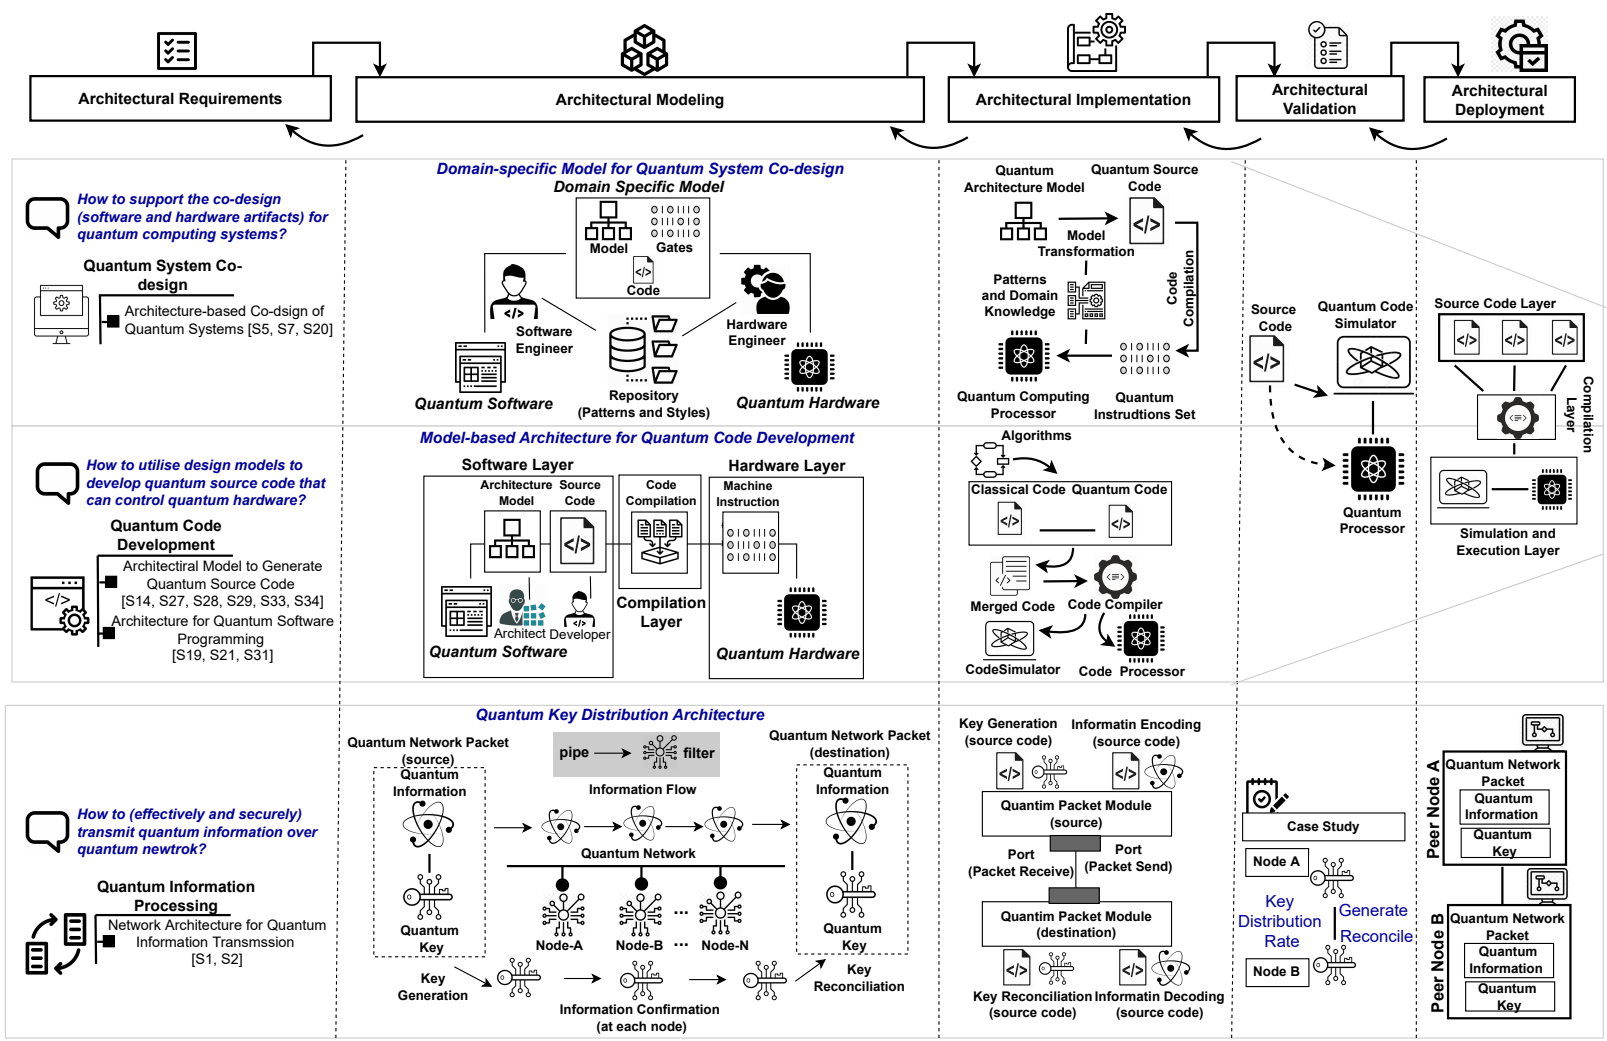 Architectural Requirements
Architectural Modeling
Architectural Implementation
Architectural
Validation
Architectural
Deployment
How to support the co-design
(software and hardware artifacts) for
quantum computing systems?
Quantum System Co-
design
Architecture-based Co-dsign of
Quantum Systems [S5, S7, S20]
Domain-specific Model for Quantum System Co-design
Domain Specific Model
Model
Gates
</>
Code
</>
Software
Engineer
Hardware
Engineer
Repository
(Patterns and Styles)
Quantum Software
Quantum Hardware
Quantum
Architecture Model
Quantum Source
Code
</>
Model
Transformation
Code
Compilation
Patterns
and Domain
Knowledge
Quantum Computing
Processor
Quantum
Instrudtions Set
Source
Code
</>
Quantum Code
Simulator
Quantum
Processor
Source Code Layer
</>
</>
</>
Compilation
Layer
<=>
Simulation and
Execution Layer
How to utilise design models to
develop quantum source code that
can control quantum hardware?
Quantum Code
Development
</>
Architectiral Model to Generate
Quantum Source Code
[S14, S27, S28, S29, S33, S34]
Architecture for Quantum Software
Programming
[S19, S21, S31]
Model-based Architecture for Quantum Code Development
Software Layer
Hardware Layer
Architecture
Model
Source
Code
</>
Code
Compilation
Machine
Instruction
Compilation
Layer
Architect
Developer
</>
Quantum Software
Quantum Hardware
Algorithms
Classical Code
Quantum Code
</>
</>
</>
Merged Code
<=>
Code Compiler
CodeSimulator
Code Processor
How to (effectively and securely)
transmit quantum information over
quantum newtrok?
Quantum Information
Processing
Network Architecture for Quantum
Information Transmssion
[S1, S2]
Quantum Key Distribution Architecture
Quantum Network Packet
(source)
pipe
filter
Quantum Network Packet
(destination)
Quantum
Information
Information Flow
Quantum
Information
Quantum Network
Quantum
Key
Node-A
Node-B
...
...
Node-N
Quantum
Key
Key
Generation
Key
Reconciliation
Information Confirmation
(at each node)
Key Generation
(source code)
Informatin Encoding
(source code)
</>
</>
Quantim Packet Module
(source)
Port
(Packet Receive)
Port
(Packet Send)
Quantim Packet Module
(destination)
</>
</>
Key Reconciliation
(source code)
Informatin Decoding
(source code)
Case Study
Node A
Key
Distribution
Rate
Generate
Reconcile
Node B
Peer Node A
Quantum Network
Packet
Quantum
Information
Quantum
Key
Peer Node B
Quantum Network
Packet
Quantum
Information
Quantum
Key